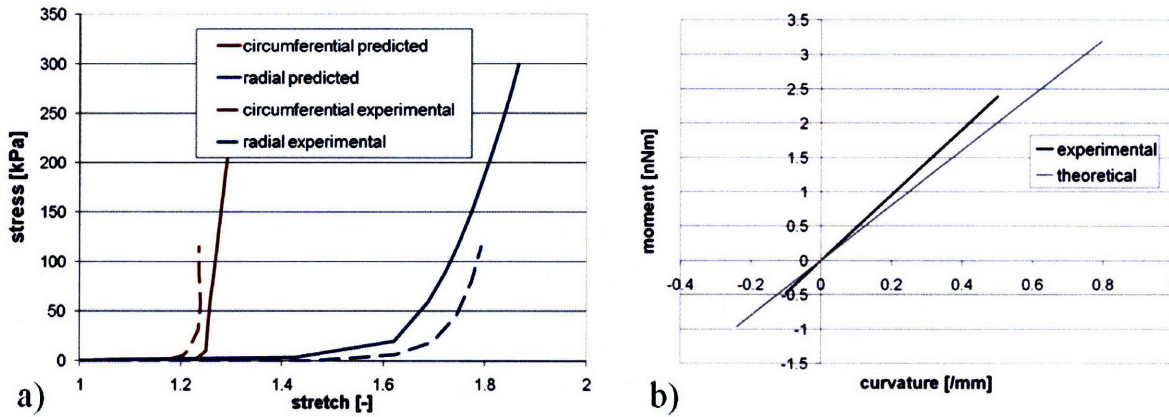 350
300
250
200
150
100
50
0
stress [kPa]
circumferential predicted
radial predicted
circumferential experimental
radial experimental
1
1.2
1.4
1.6
1.8
2
stretch [-]
a)
3.5
3
2.5
2
1.5
1
0.5
0
-0.5
-1
-1.5
moment [nNm]
experimental
theoretical
-0.4
-0.2
0
0.2
0.4
0.6
0.8
curvature [/mm]
b)